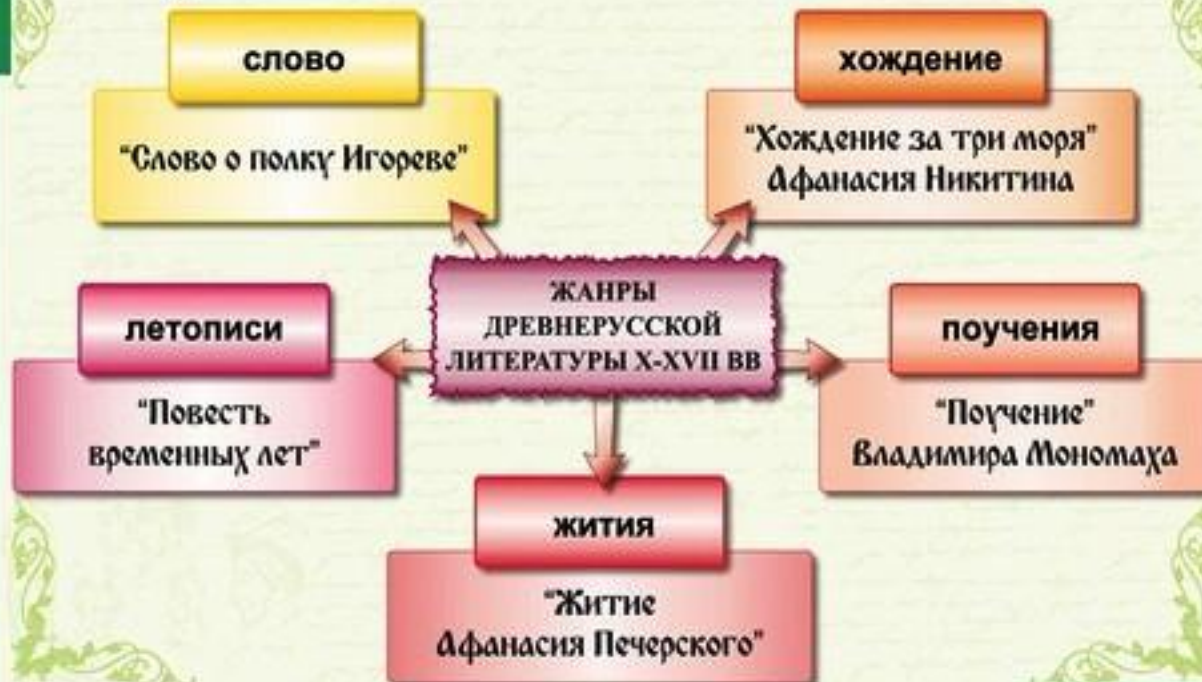 слово
"Слово о полку Игореве"
хождение
"Хождение за три моря"
Афанасия Никитина
ЖАНРЫ
ДРЕВНЕРУССКОЙ
ЛИТЕРАТУРЫ X-XVII ВВ
летописи
"Повесть
временных лет"
поучения
"Поучение"
Владимира Мономаха
жития
"Житие
Афанасия Печерского"